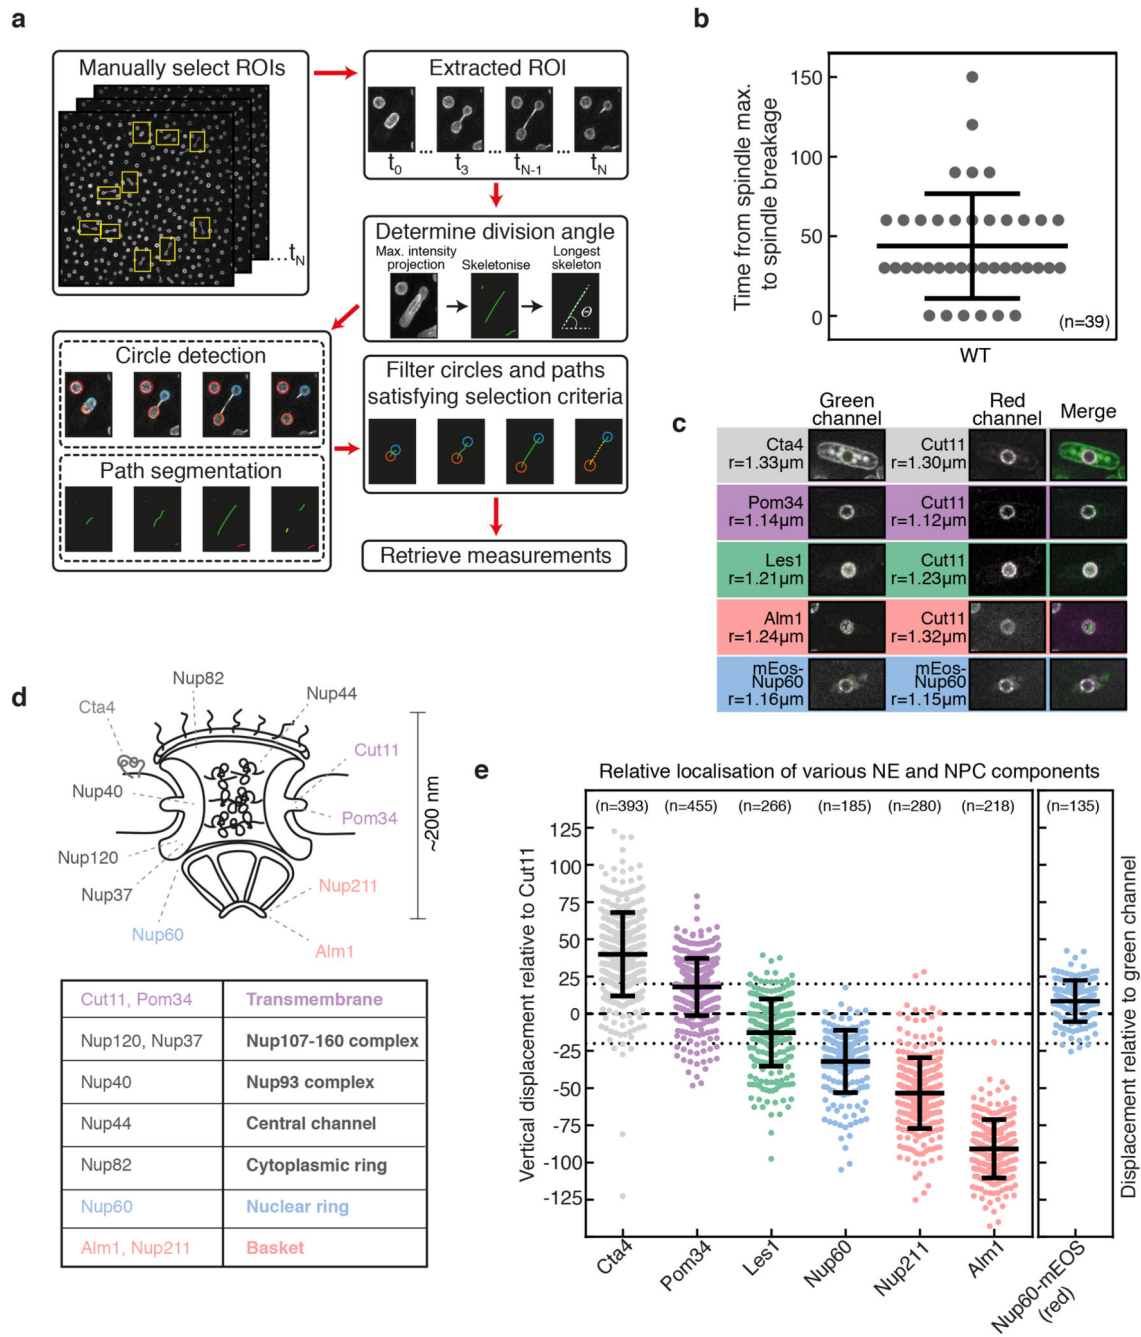 a
Manually select ROIs
...tN
Extracted ROI
t0 ... t3 ... tN-1 ... tN
Determine division angle
Max. intensity
projection
Skeletonise
Longest
skeleton
Θ
Circle detection
Path segmentation
Filter circles and paths
satisfying selection criteria
Retrieve measurements
b
Time from spindle max.
to spindle breakage
150
100
50
0
(n=39)
WT
c
Green
channel
Red
channel
Merge
Cta4
r=1.33μm
Cut11
r=1.30μm
Pom34
r=1.14μm
Cut11
r=1.12μm
Les1
r=1.21μm
Cut11
r=1.23μm
Alm1
r=1.24μm
Cut11
r=1.32μm
mEos-
Nup60
r=1.16μm
mEos-
Nup60
r=1.15μm
d
Nup82
Nup44
Cta4
Cut11
Nup40
Pom34
Nup120
Nup37
Nup211
Nup60
Alm1
~200 nm
Cut11, Pom34 Transmembrane
Nup120, Nup37 Nup107-160 complex
Nup40 Nup93 complex
Nup44 Central channel
Nup82 Cytoplasmic ring
Nup60 Nuclear ring
Alm1, Nup211 Basket
e
Relative localisation of various NE and NPC components
(n=393) (n=455) (n=266) (n=185) (n=280) (n=218) (n=135)
Vertical displacement relative to Cut11
125
100
75
50
25
0
-25
-50
-75
-100
-125
Displacement relative to green channel
Cta4
Pom34
Les1
Nup60
Nup211
Alm1
Nup60-mEOS
(red)